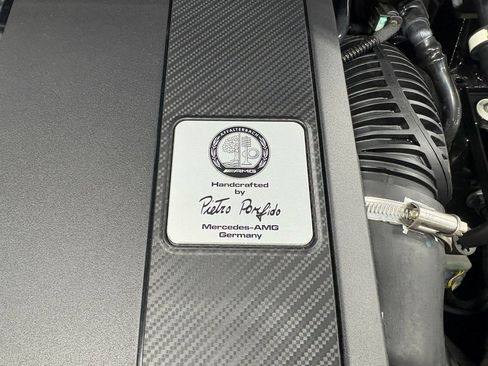 AFFALTERBACH
AMG
Handcrafted
by
Pietro Porfido
Mercedes-AMG
Germany